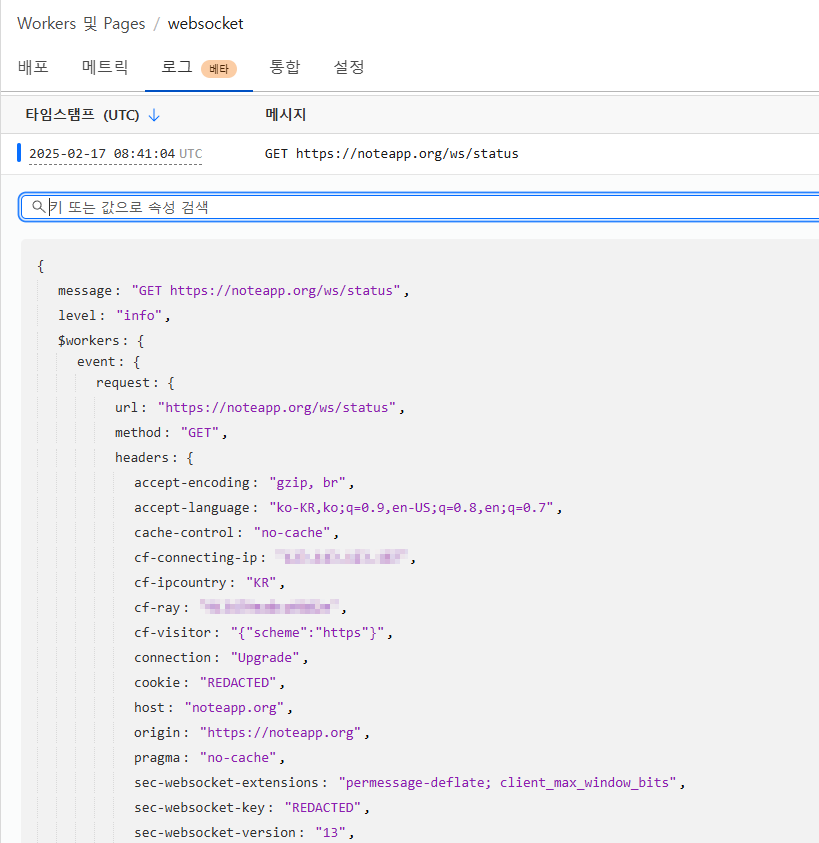 Workers 및 Pages / websocket
배포 메트릭 로그 베타 통합 설정
타임스탬프 (UTC) ↓ 메시지
2025-02-17 08:41:04 UTC GET https://noteapp.org/ws/status
키 또는 값으로 속성 검색
{
message: "GET https://noteapp.org/ws/status",
level: "info",
$workers: {
event: {
request: {
url: "https://noteapp.org/ws/status",
method: "GET",
headers: {
accept-encoding: "gzip, br",
accept-language: "ko-KR,ko;q=0.9,en-US;q=0.8,en;q=0.7",
cache-control: "no-cache",
cf-connecting-ip: ,
cf-ipcountry: "KR",
cf-ray: ,
cf-visitor: "{"scheme":"https"}",
connection: "Upgrade",
cookie: "REDACTED",
host: "noteapp.org",
origin: "https://noteapp.org",
pragma: "no-cache",
sec-websocket-extensions: "permessage-deflate; client_max_window_bits",
sec-websocket-key: "REDACTED",
sec-websocket-version: "13",